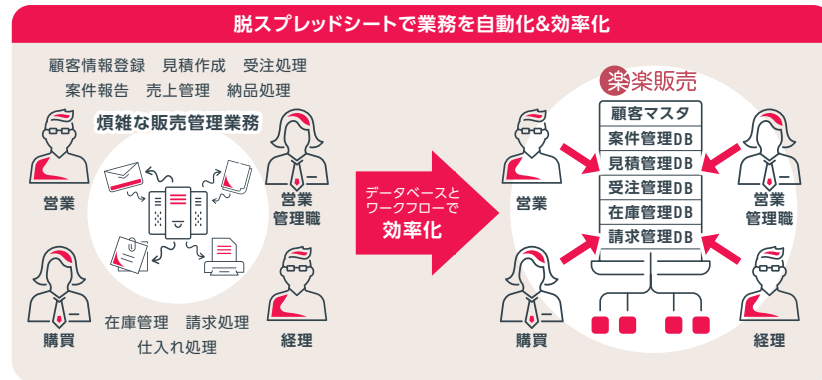 脱スプレッドシートで業務を自動化&効率化
顧客情報登録 見積作成 受注処理
案件報告 売上管理 納品処理
煩雑な販売管理業務
営業
営業
管理職
購買
経理
在庫管理 請求処理
仕入れ処理
データベースと
ワークフローで
効率化
楽楽販売
顧客マスタ
案件管理DB
見積管理DB
受注管理DB
在庫管理DB
請求管理DB
営業
営業
管理職
購買
経理